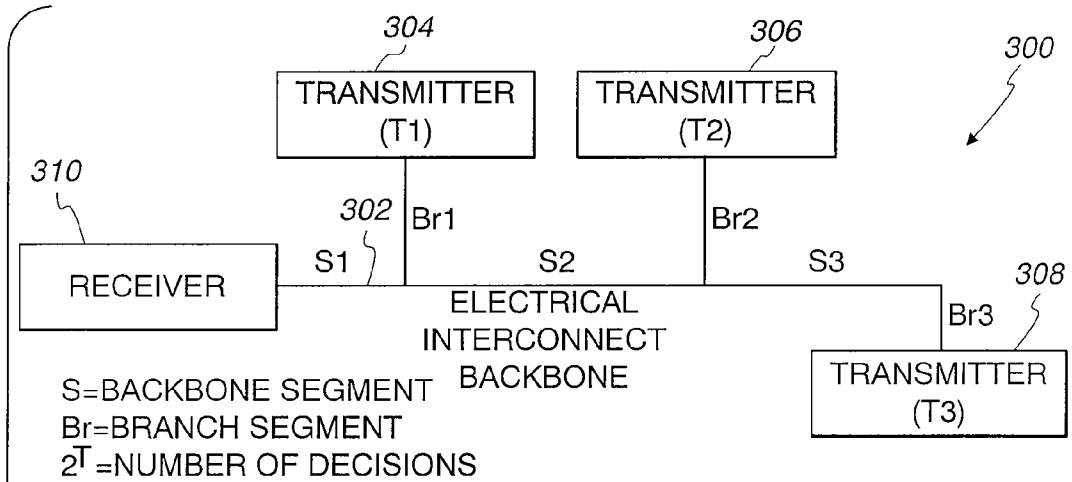 304
306
300
TRANSMITTER
(T1)
TRANSMITTER
(T2)
310
302
Br1
Br2
RECEIVER
S1
S2
S3
308
ELECTRICAL
INTERCONNECT
BACKBONE
Br3
TRANSMITTER
(T3)
S=BACKBONE SEGMENT
Br=BRANCH SEGMENT
2^T=NUMBER OF DECISIONS